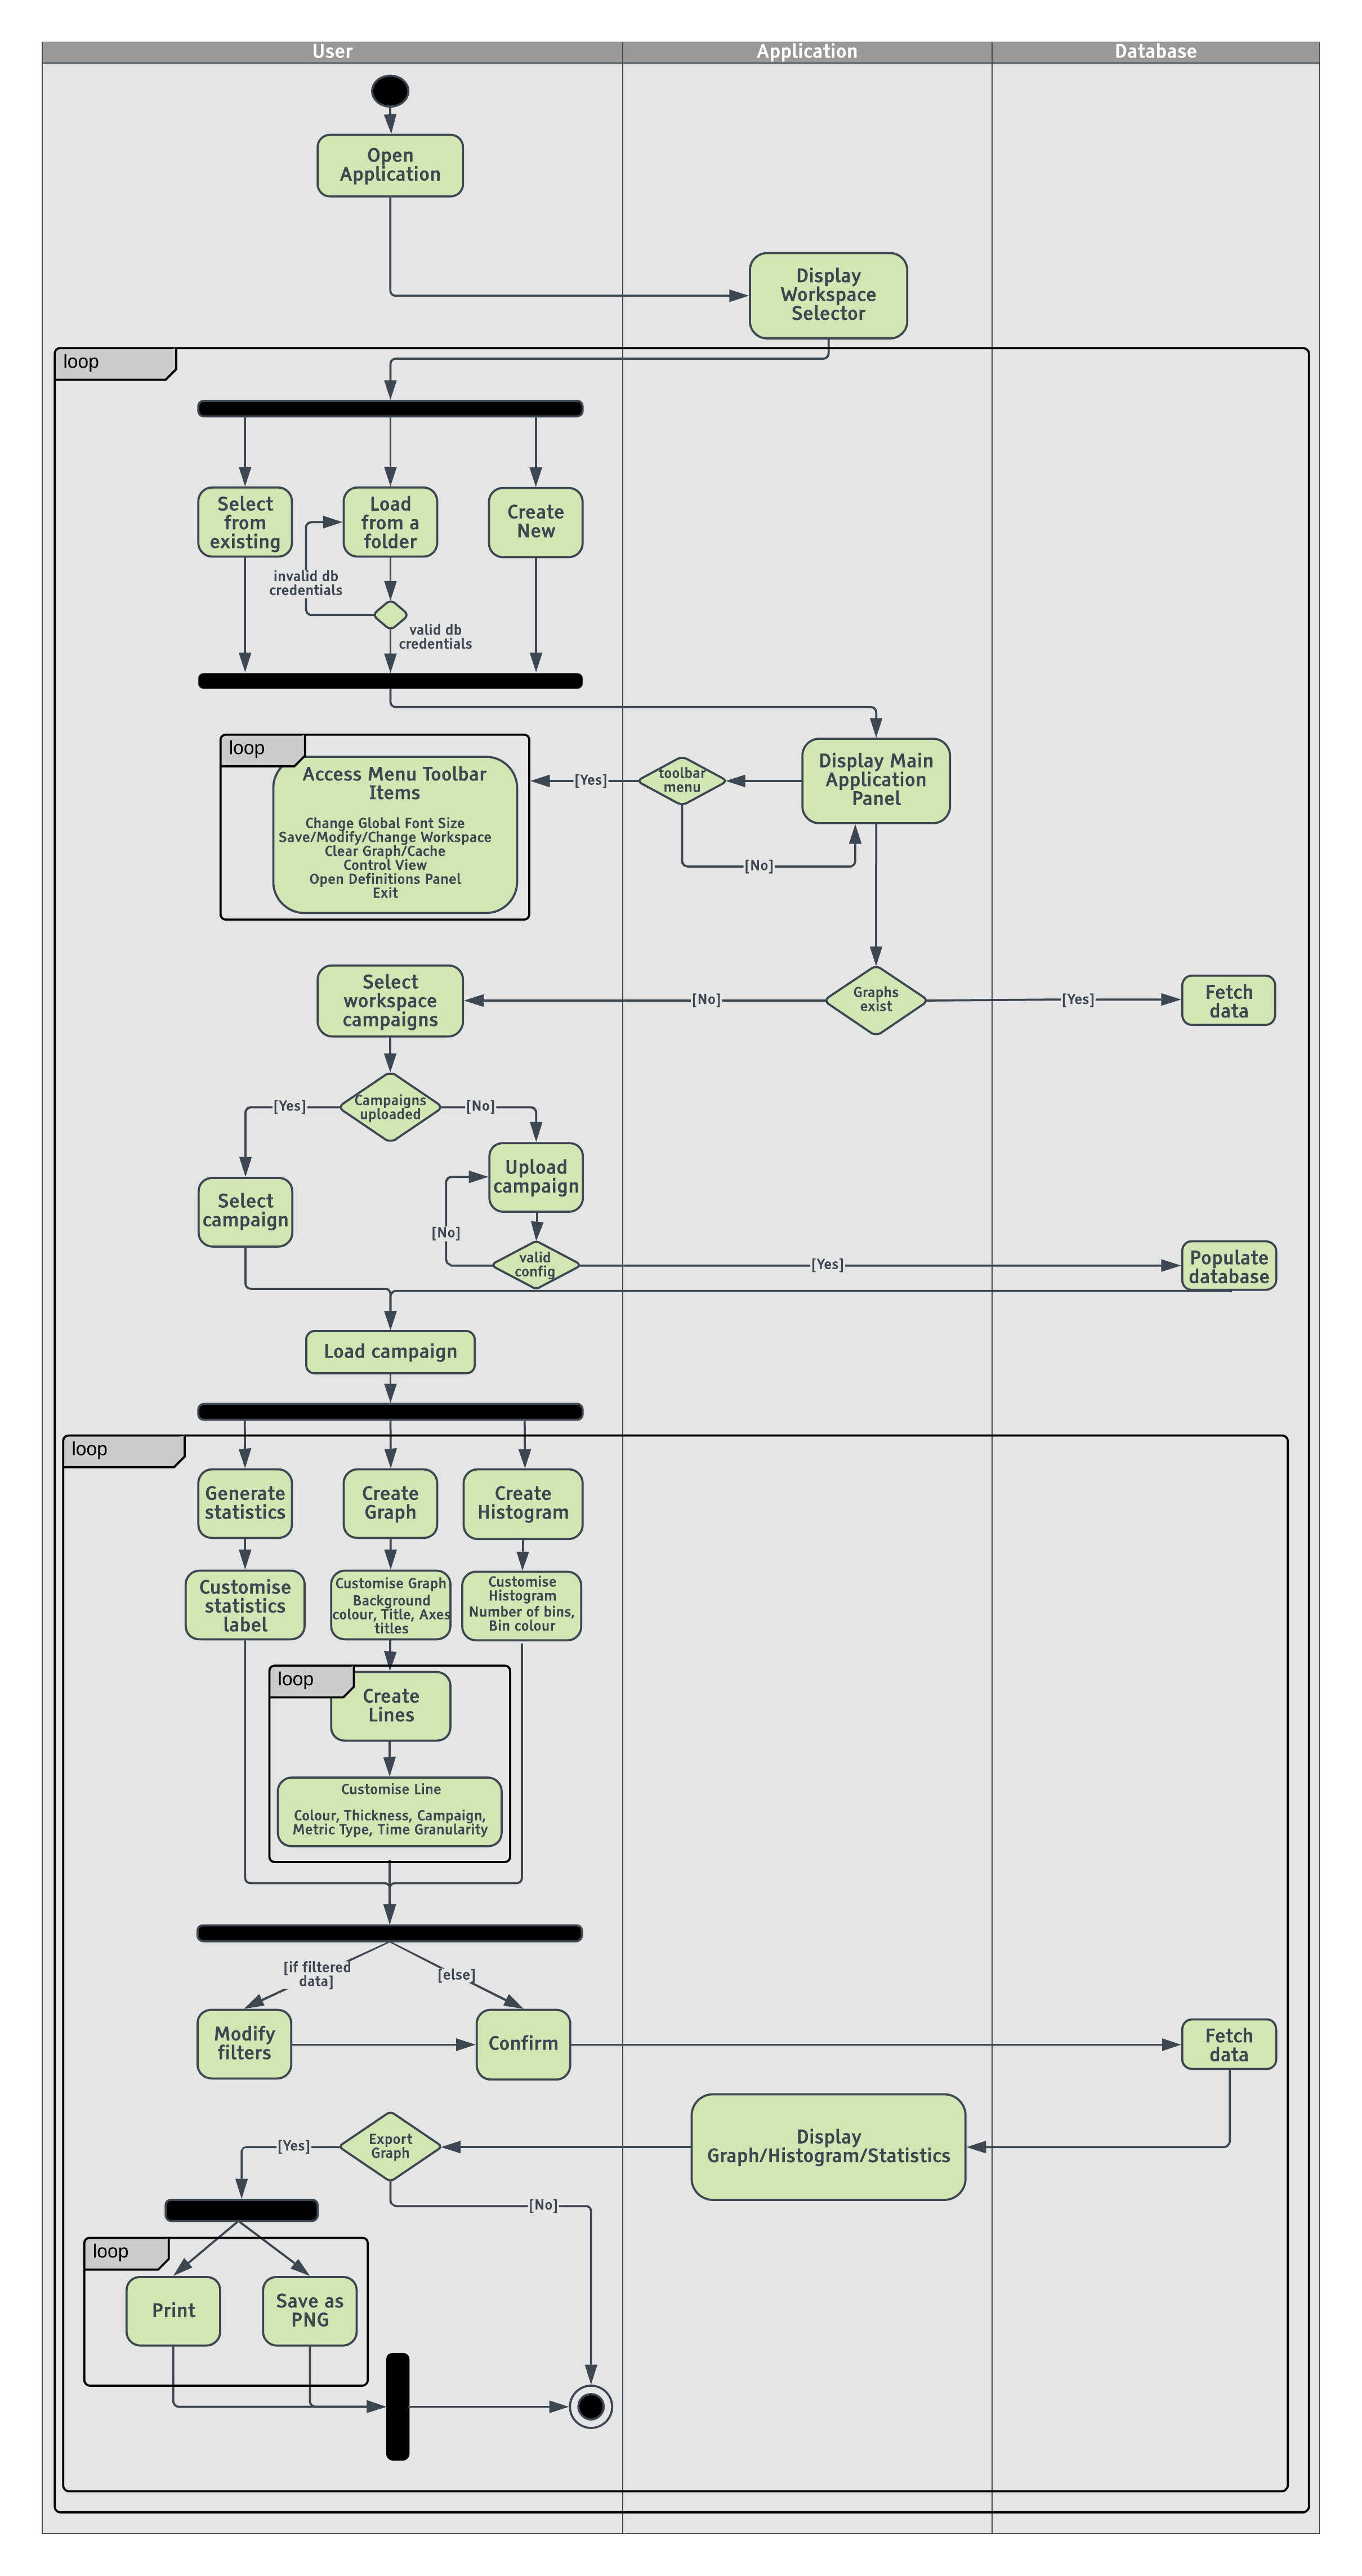 User
Application
Database
Open
Application
Display
Workspace
Selector
loop
Select
from
existing
Load
from a
folder
Create
New
invalid db
credentials
valid db
credentials
loop
Access Menu Toolbar
Items
Change Global Font Size
Save/Modify/Change Workspace
Clear Graph/Cache
Control View
Open Definitions Panel
Exit
[Yes]
toolbar
menu
[No]
Display Main
Application
Panel
Select
workspace
campaigns
[No]
Graphs
exist
[Yes]
Fetch
data
[Yes]
Campaigns
uploaded
[No]
Select
campaign
Upload
campaign
[No]
valid
config
[Yes]
Populate
database
Load campaign
loop
Generate
statistics
Create
Graph
Create
Histogram
Customise
statistics
label
Customise Graph
Background
colour, Title, Axes
titles
Customise
Histogram
Number of bins,
Bin colour
loop
Create
Lines
Customise Line
Colour, Thickness, Campaign,
Metric Type, Time Granularity
[if filtered
data]
[else]
Modify
filters
Confirm
Fetch
data
[Yes]
Export
Graph
Display
Graph/Histogram/Statistics
[No]
loop
Print
Save as
PNG